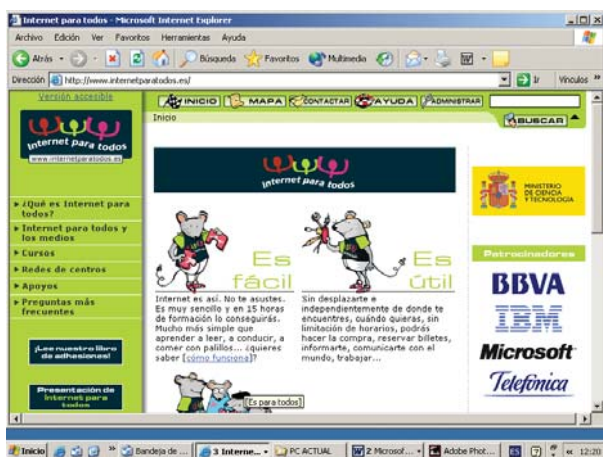 Internet para todos - Microsoft Internet Explorer
Archivo Edición Ver Favoritos Herramientas Ayuda
Atrás Búsqueda Favoritos Multimedia
Dirección http://www.internetparatodos.es/ Ir Vínculos »
Versión accesible
INICIO MAPA CONTACTAR AYUDA ADMINISTRAR
Inicio
BUSCAR
Internet para todos
www.internetparatodos.es
¿Qué es Internet para
todos?
Internet para todos y
los medios
Cursos
Redes de centros
Apoyos
Preguntas más
frecuentes
¡Lee nuestro libro
de adhesiones!
Presentación de
Internet para
todos
internet para todos
Es
fácil
Internet es así. No te asustes.
Es muy sencillo y en 15 horas
de formación lo conseguirás.
Mucho más simple que
aprender a leer, a conducir, a
comer con palillos... ¿quieres
saber [cómo funciona]?
Es
útil
Sin desplazarte e
independientemente de donde te
encuentres, cuándo quieras, sin
limitación de horarios, podrás
hacer la compra, reservar billetes,
informarte, comunicarte con el
mundo, trabajar...
[Es para todos]
MINISTERIO
DE CIENCIA
Y TECNOLOGÍA
Patrocinadores
BBVA
IBM
Microsoft
Telefónica
Inicio » Bandeja de ... 3 Interne... PC ACTUAL 2 Microsof... Adobe Phot... ES « 12:20